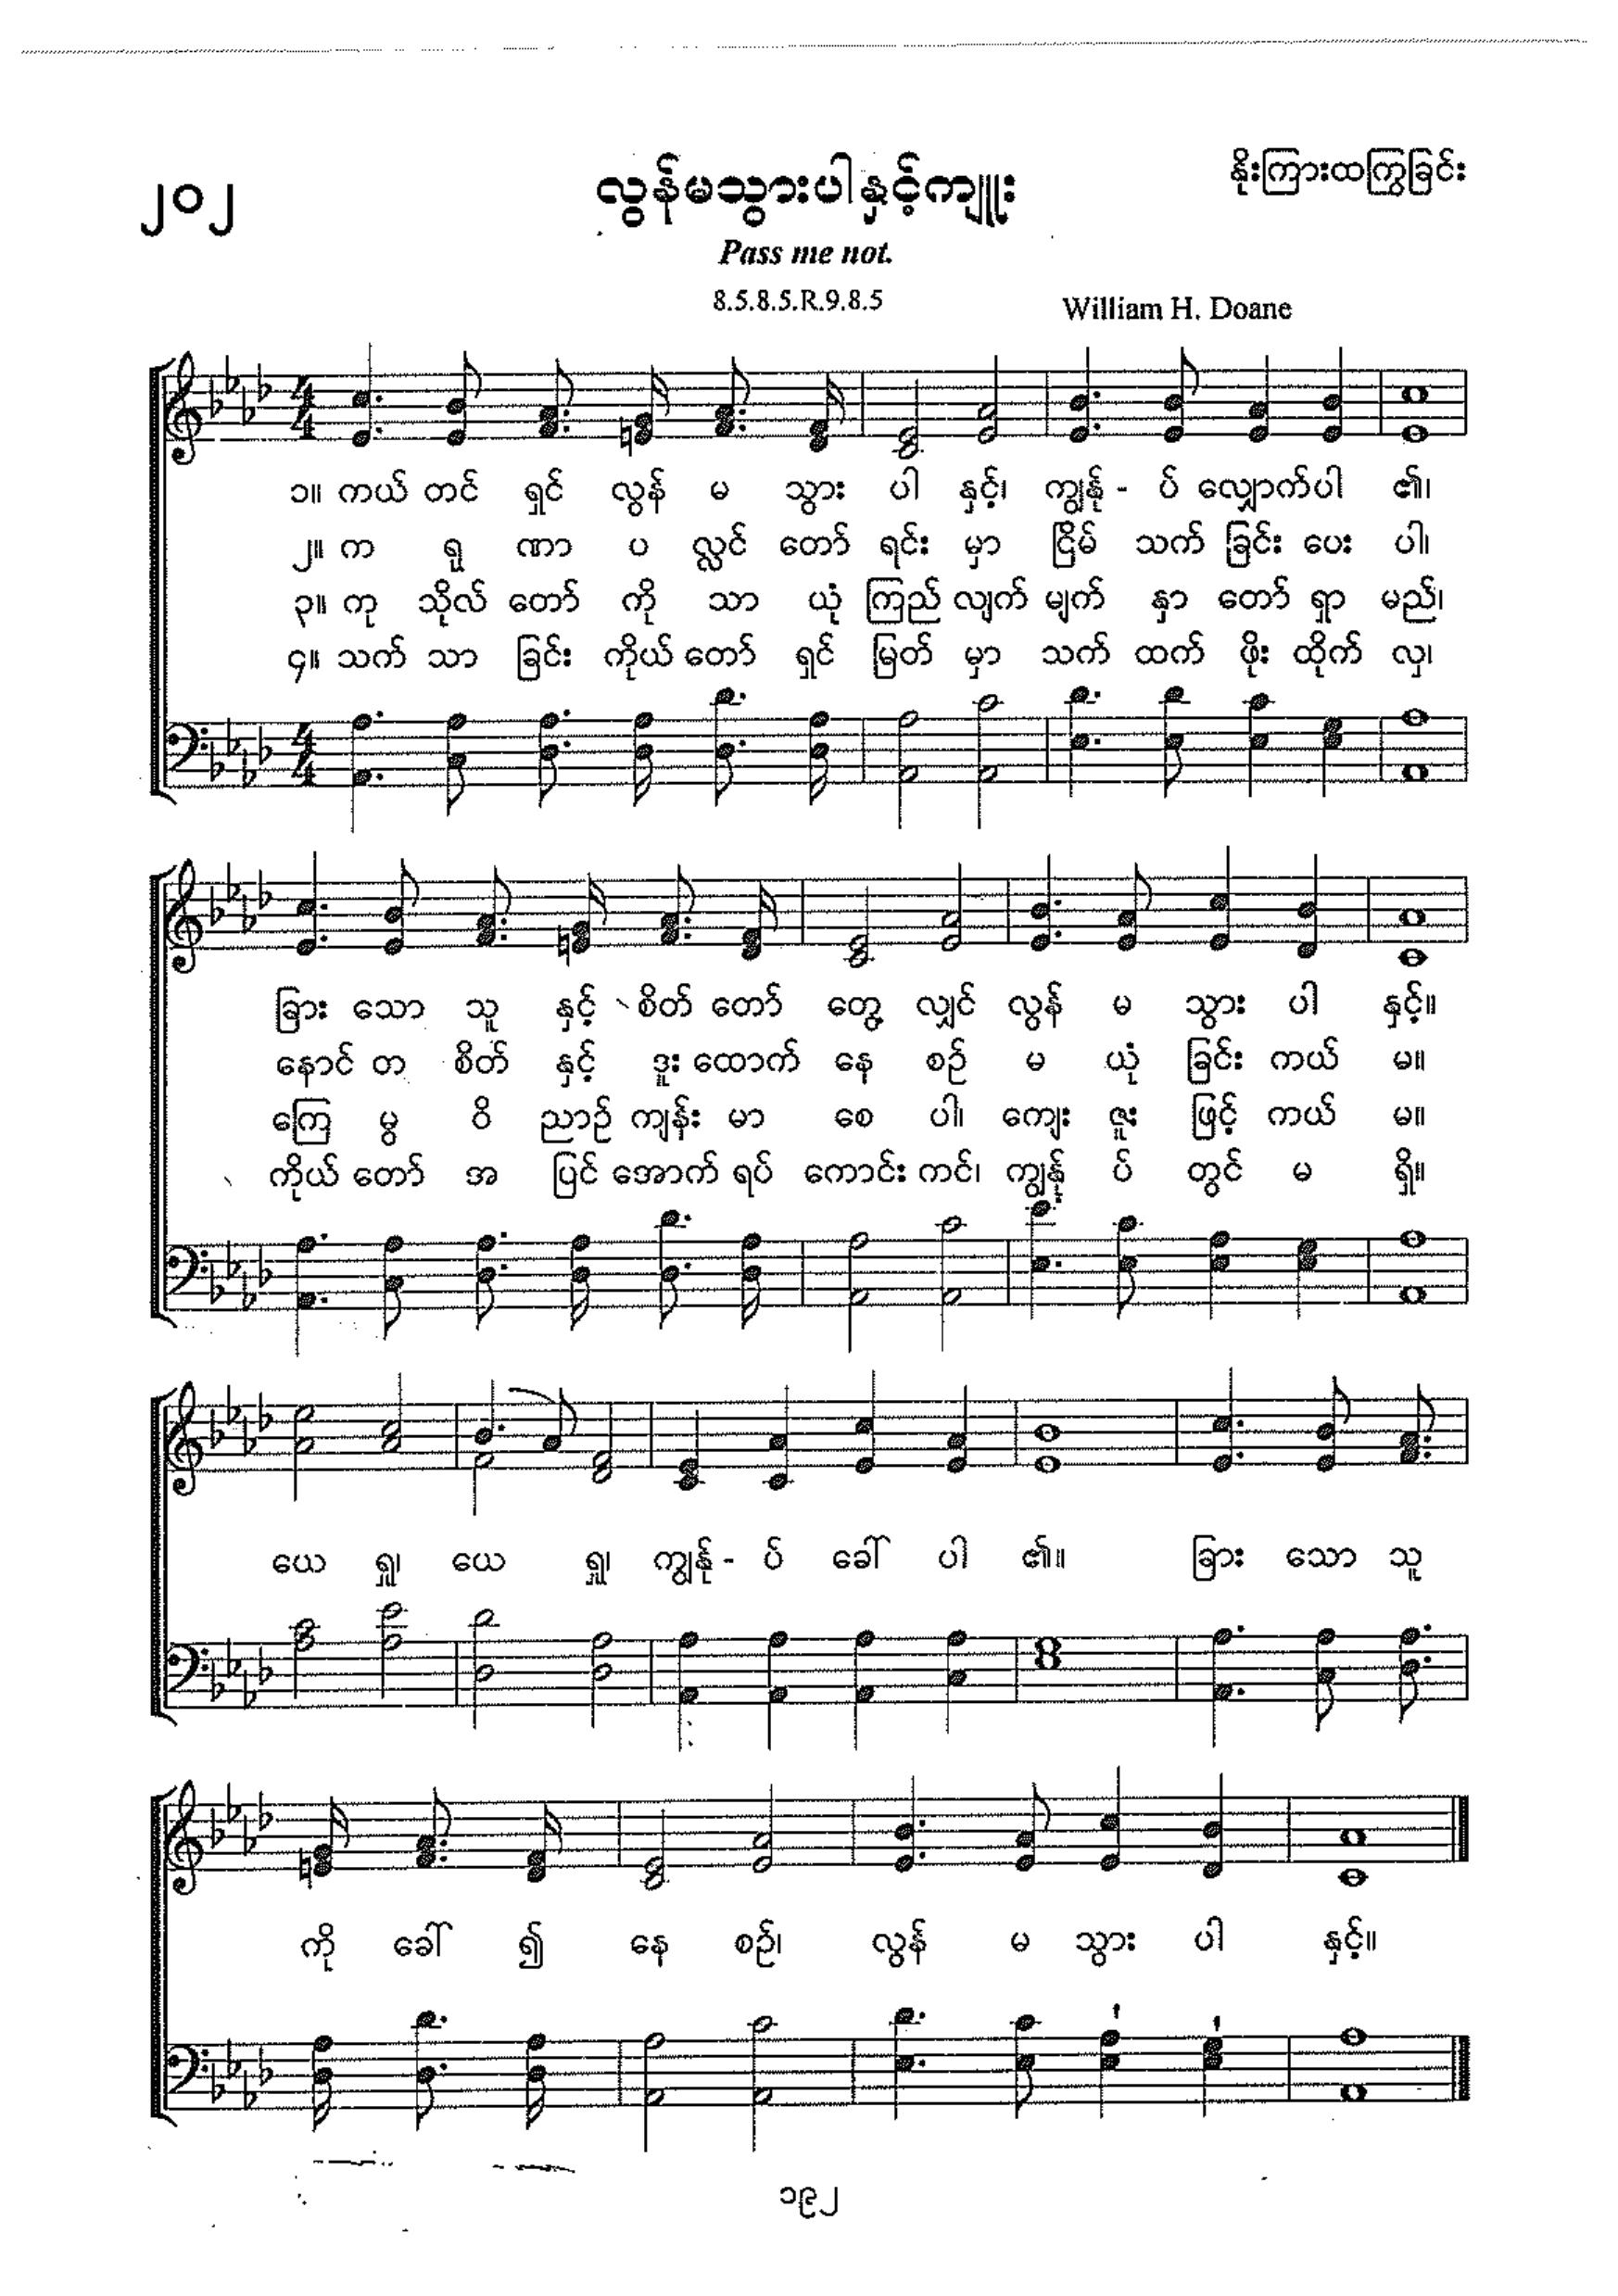 ၂၀၂
လွန်မသွားပါနှင့်ကျူး
နိုးကြားထကြွခြင်း
Pass me not.
8.5.8.5.R.9.8.5
William H. Doane
၁။ ကယ် တင် ရှင် လွန် မ သွား ပါ နှင့်၊ ကျွန်ု - ပ် လျှောက်ပါ ၏၊
၂။ က ရု ဏာ ပ လ္လင် တော် ရင်း မှာ ငြိမ် သက် ခြင်း ပေး ပါ၊
၃။ ကု သိုလ် တော် ကို သာ ယုံ ကြည် လျက် မျက် နှာ တော် ရှာ မည်၊
၄။ သက် သာ ခြင်း ကိုယ် တော် ရှင် မြတ် မှာ သက် ထက် ဖိုး ထိုက် လှ၊
ခြား သော သူ နှင့် စိတ် တော် တွေ့ လျှင် လွန် မ သွား ပါ နှင့်။
နောင် တ စိတ် နှင့် ဒူး ထောက် နေ စဉ် မ ယုံ ခြင်း ကယ် မ။
ကြေ မွ ဝိ ညာဉ် ကျန်း မာ စေ ပါ။ ကျေး ဇူး ဖြင့် ကယ် မ။
ကိုယ် တော် အ ပြင် အောက် ရပ် ကောင်း ကင်၊ ကျွန်ု ပ် တွင် မ ရှိ။
ယေ ရှု၊ ယေ ရှု၊ ကျွန်ု - ပ် ခေါ် ပါ ၏။ ခြား သော သူ
ကို ခေါ် ၍ နေ စဉ်၊ လွန် မ သွား ပါ နှင့်။
၁၉၂